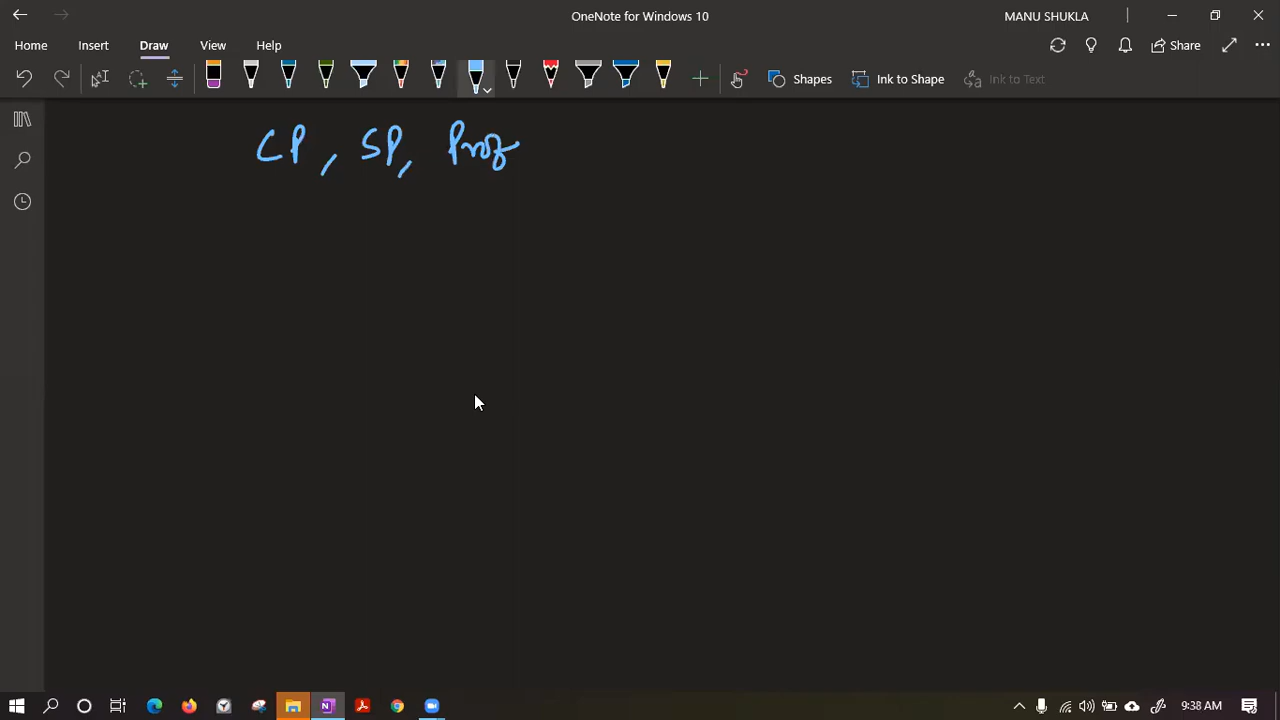 OneNote for Windows 10
MANU SHUKLA
Home Insert Draw View Help
Share
Shapes Ink to Shape Ink to Text
CP, SP, Prof
9:38 AM